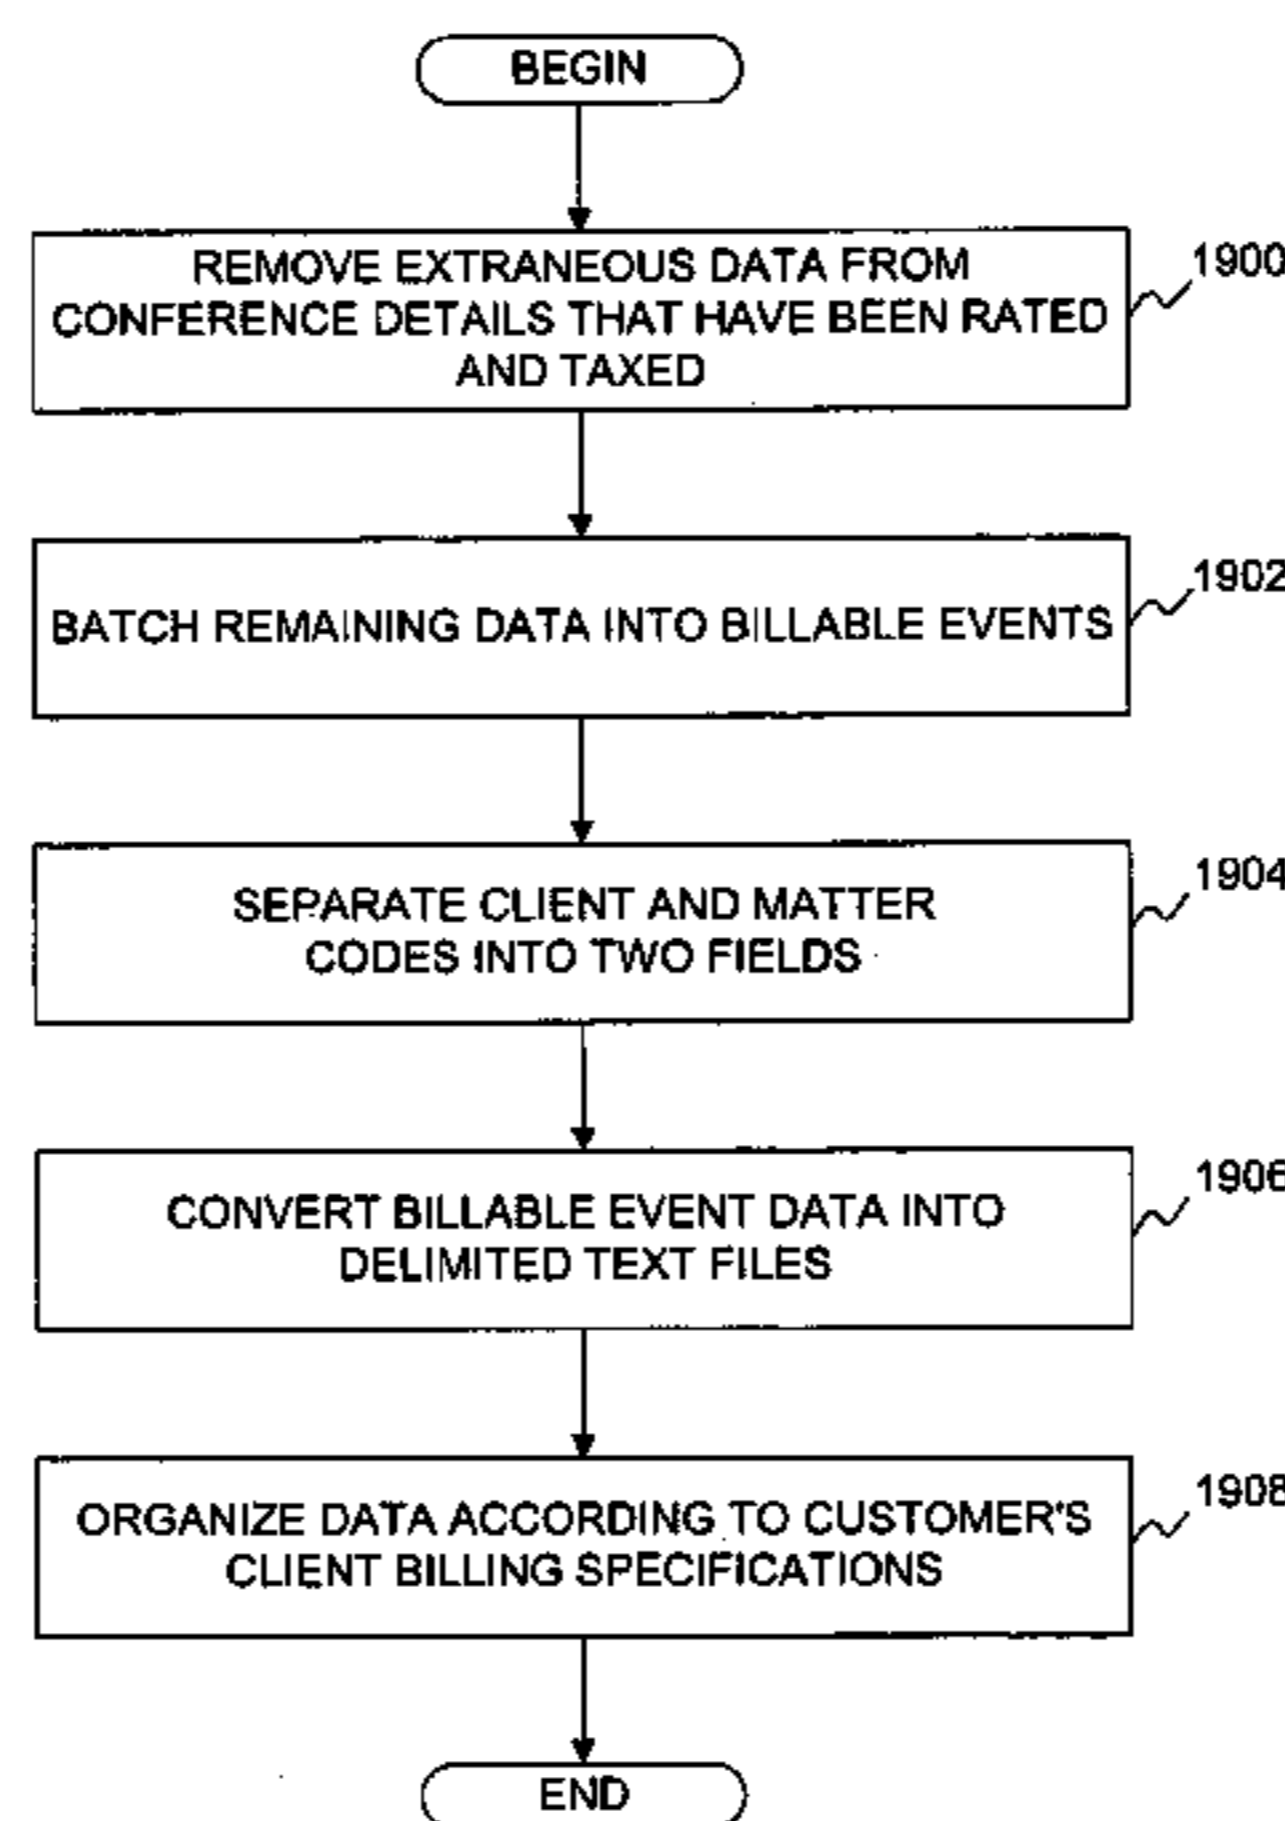 BEGIN
REMOVE EXTRANEOUS DATA FROM
CONFERENCE DETAILS THAT HAVE BEEN RATED
AND TAXED
1900
BATCH REMAINING DATA INTO BILLABLE EVENTS
1902
SEPARATE CLIENT AND MATTER
CODES INTO TWO FIELDS
1904
CONVERT BILLABLE EVENT DATA INTO
DELIMITED TEXT FILES
1906
ORGANIZE DATA ACCORDING TO CUSTOMER'S
CLIENT BILLING SPECIFICATIONS
1908
END